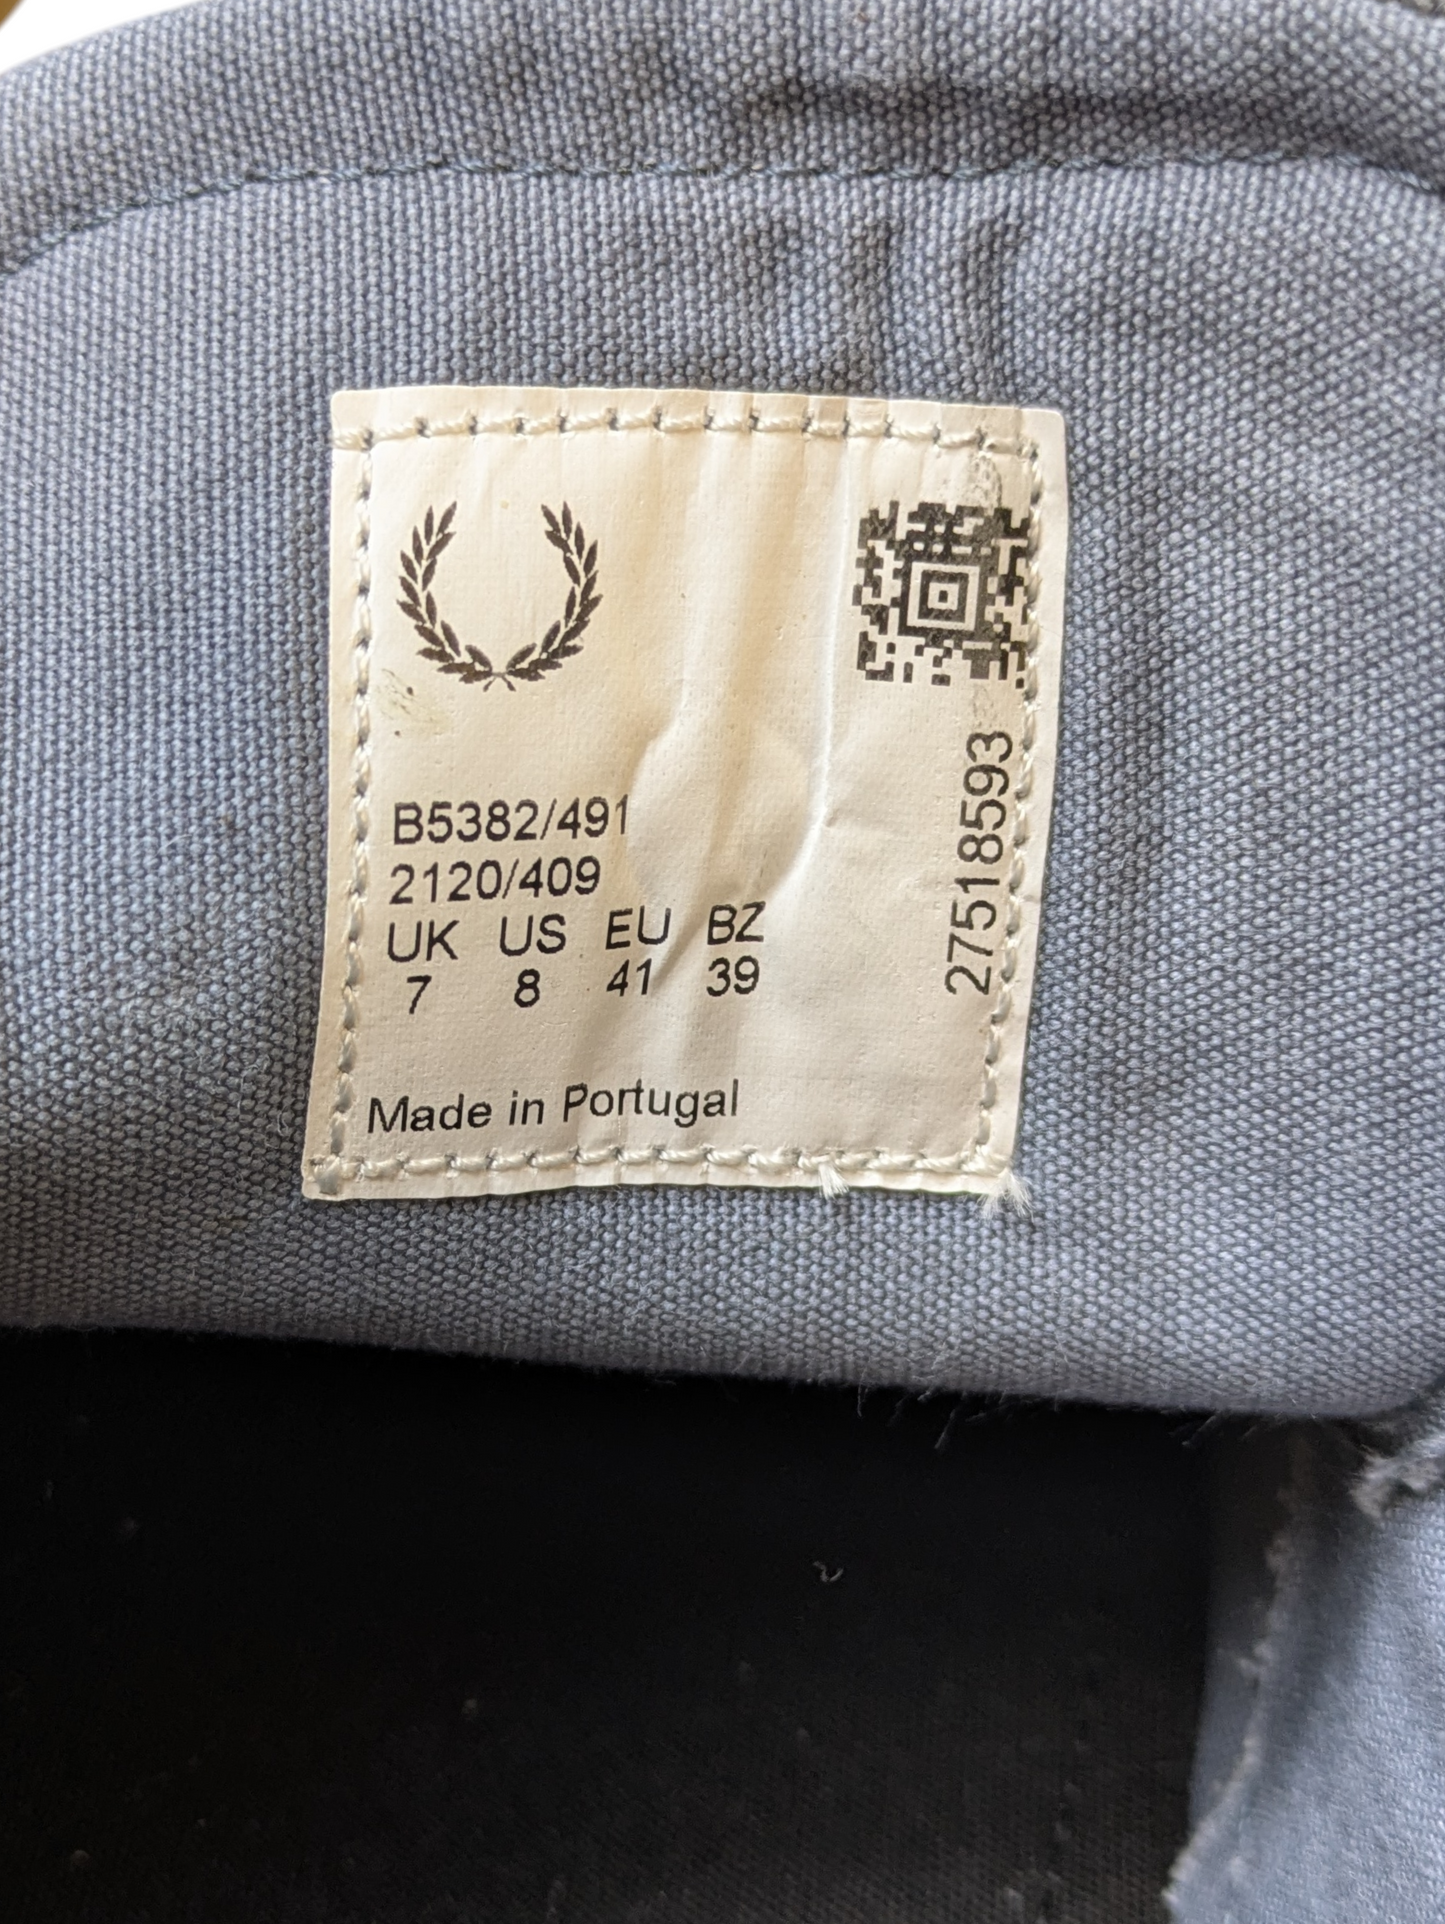 B5382/491
2120/409
UK US EU BZ
7 8 41 39
Made in Portugal
27518593